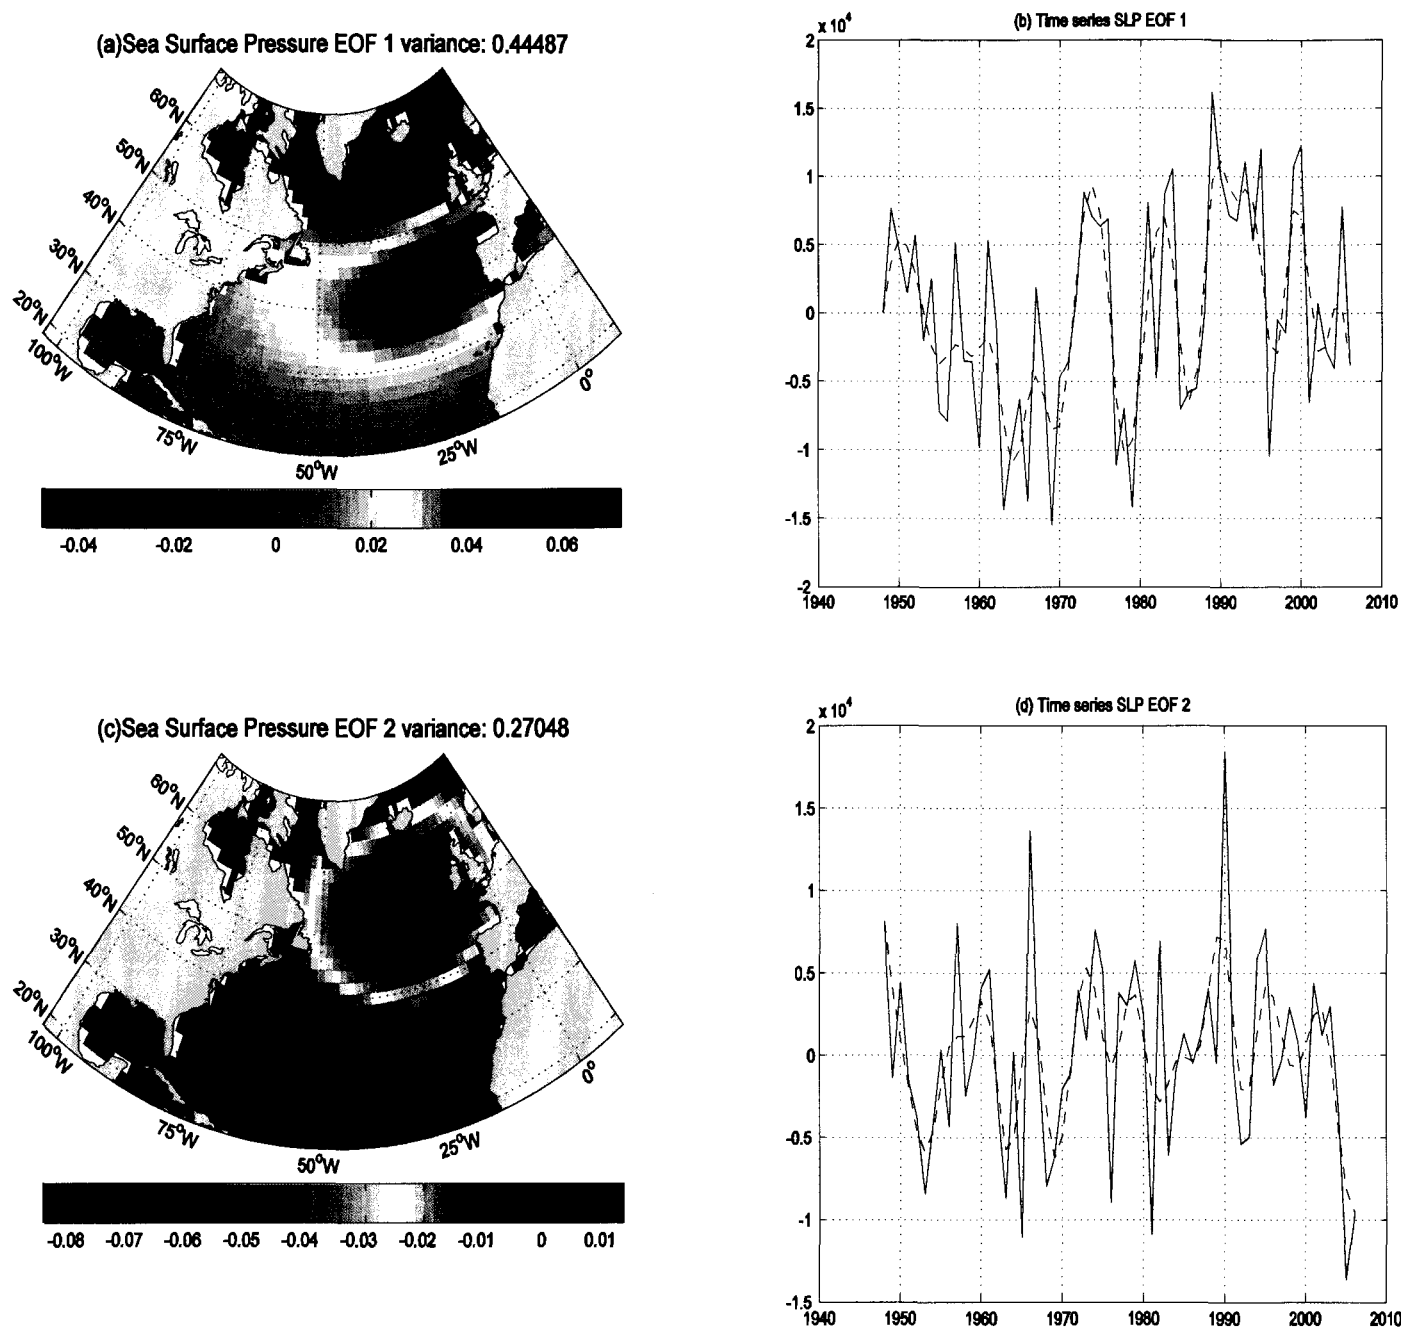 (a)Sea Surface Pressure EOF 1 variance: 0.44487
60°N
50°N
40°N
30°N
20°N
100°W
75°W
50°W
25°W
0°
-0.04 -0.02 0 0.02 0.04 0.06
(b) Time series SLP EOF 1
x 10^4
2
1.5
1
0.5
0
-0.5
-1
-1.5
-2
1940 1950 1960 1970 1980 1990 2000 2010
(c)Sea Surface Pressure EOF 2 variance: 0.27048
60°N
50°N
40°N
30°N
20°N
100°W
75°W
50°W
25°W
0°
-0.08 -0.07 -0.06 -0.05 -0.04 -0.03 -0.02 -0.01 0 0.01
(d) Time series SLP EOF 2
x 10^4
2
1.5
1
0.5
0
-0.5
-1
-1.5
1940 1950 1960 1970 1980 1990 2000 2010